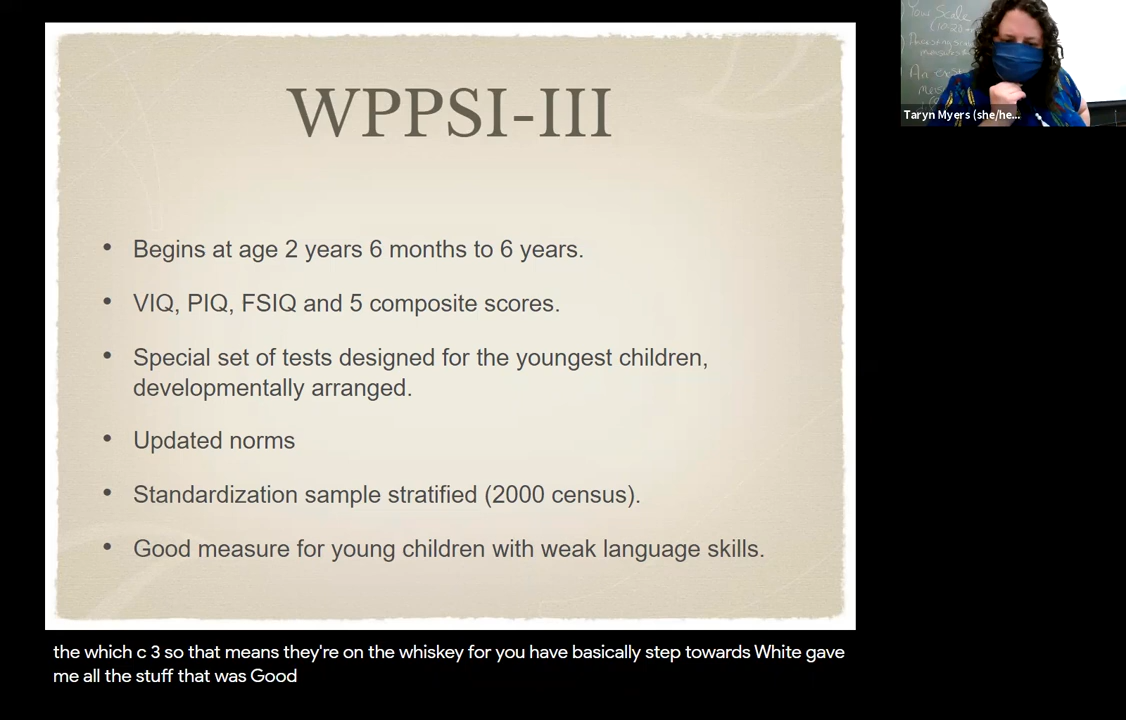 WPPSI-III
• Begins at age 2 years 6 months to 6 years.
• VIQ, PIQ, FSIQ and 5 composite scores.
• Special set of tests designed for the youngest children,
developmentally arranged.
• Updated norms
• Standardization sample stratified (2000 census).
• Good measure for young children with weak language skills.
Your Scale
An
Taryn Myers (she/he...
the which c 3 so that means they're on the whiskey for you have basically step towards White gave
me all the stuff that was Good